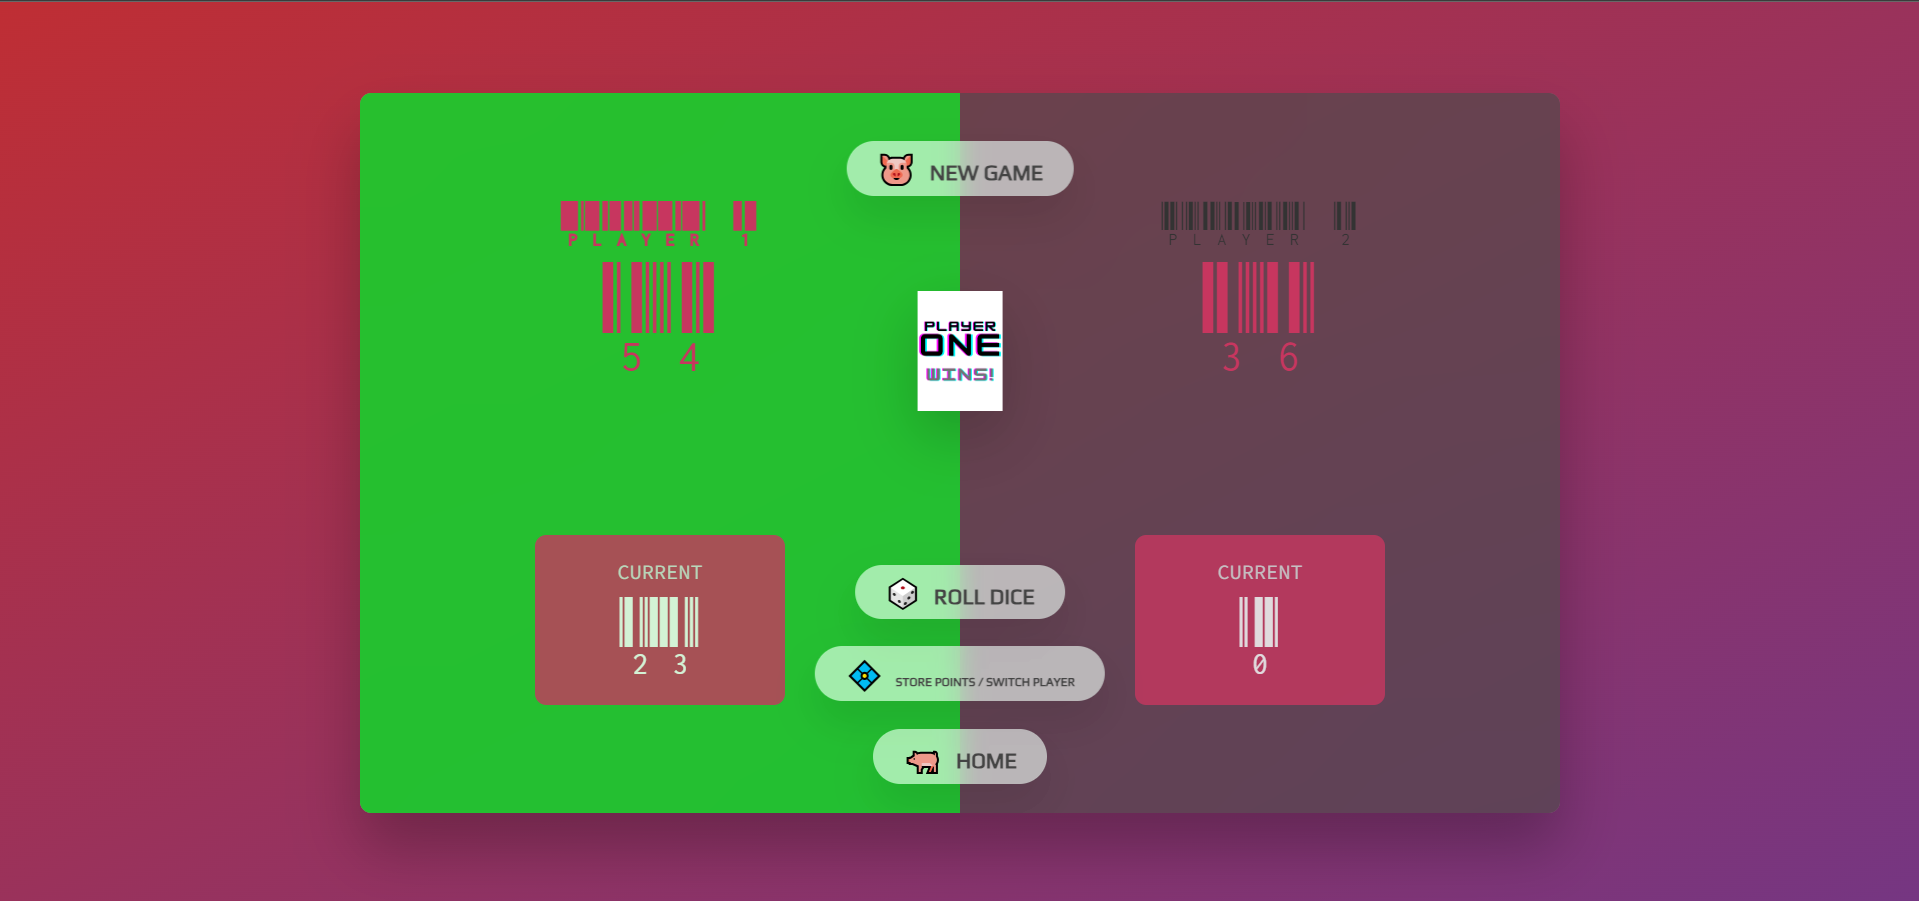 NEW GAME
PLAYER 1
54
PLAYER 2
36
PLAYER
ONE
WINS!
CURRENT
23
CURRENT
0
ROLL DICE
STORE POINTS / SWITCH PLAYER
HOME